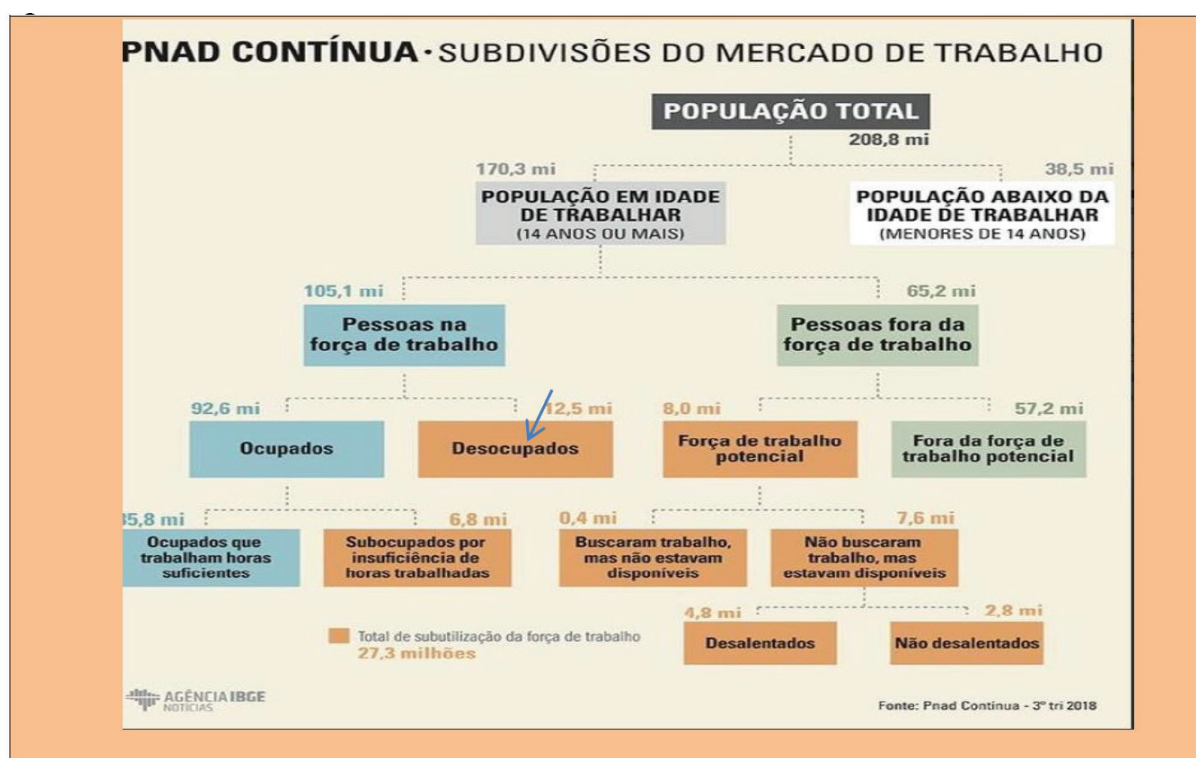 PNAD CONTÍNUA · SUBDIVISÕES DO MERCADO DE TRABALHO
POPULAÇÃO TOTAL
208,8 mi
170,3 mi
38,5 mi
POPULAÇÃO EM IDADE
DE TRABALHAR
(14 ANOS OU MAIS)
POPULAÇÃO ABAIXO DA
IDADE DE TRABALHAR
(MENORES DE 14 ANOS)
105,1 mi
65,2 mi
Pessoas na
força de trabalho
Pessoas fora da
força de trabalho
92,6 mi
12,5 mi
8,0 mi
57,2 mi
Ocupados
Desocupados
Força de trabalho
potencial
Fora da força de
trabalho potencial
35,8 mi
6,8 mi
0,4 mi
7,6 mi
Ocupados que
trabalham horas
suficientes
Subocupados por
insuficiência de
horas trabalhadas
Buscaram trabalho,
mas não estavam
disponíveis
Não buscaram
trabalho, mas
estavam disponíveis
4,8 mi
2,8 mi
Desalentados
Não desalentados
Total de subutilização da força de trabalho
27,3 milhões
AGÊNCIA IBGE
NOTÍCIAS
Fonte: Pnad Contínua - 3º tri 2018